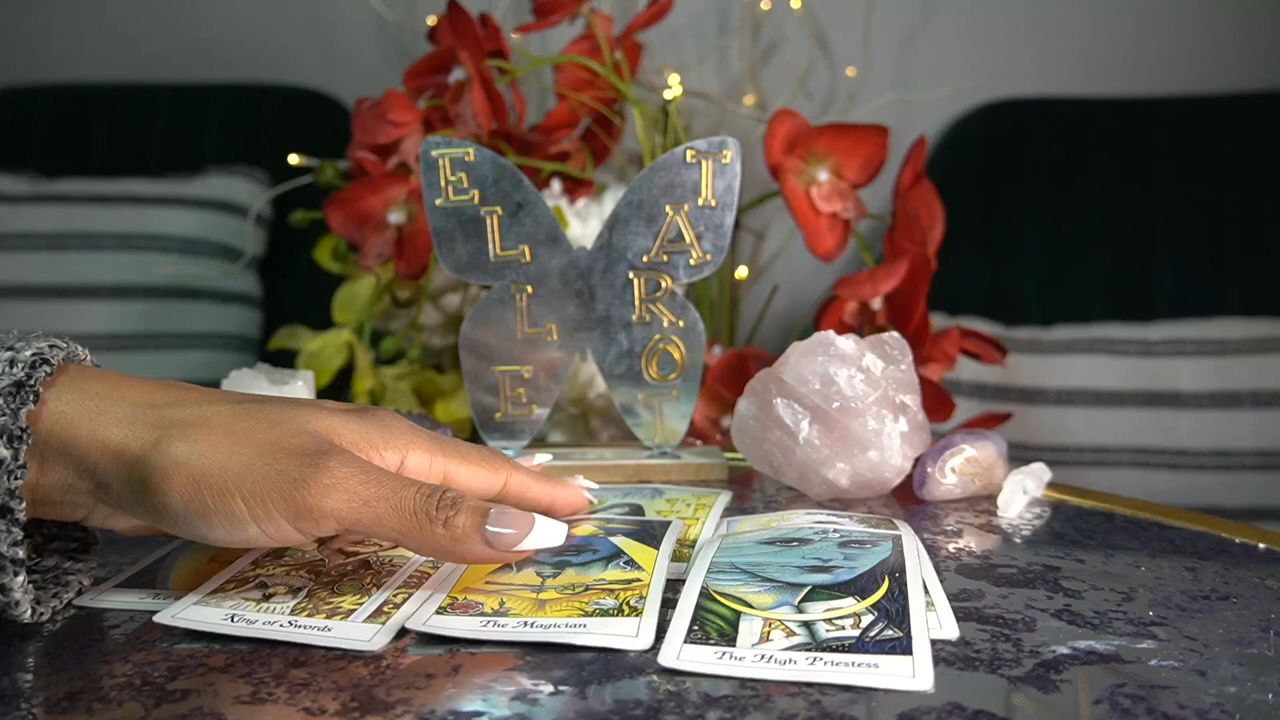 ELLE
TAROT
King of Swords
The Magician
The High Priestess